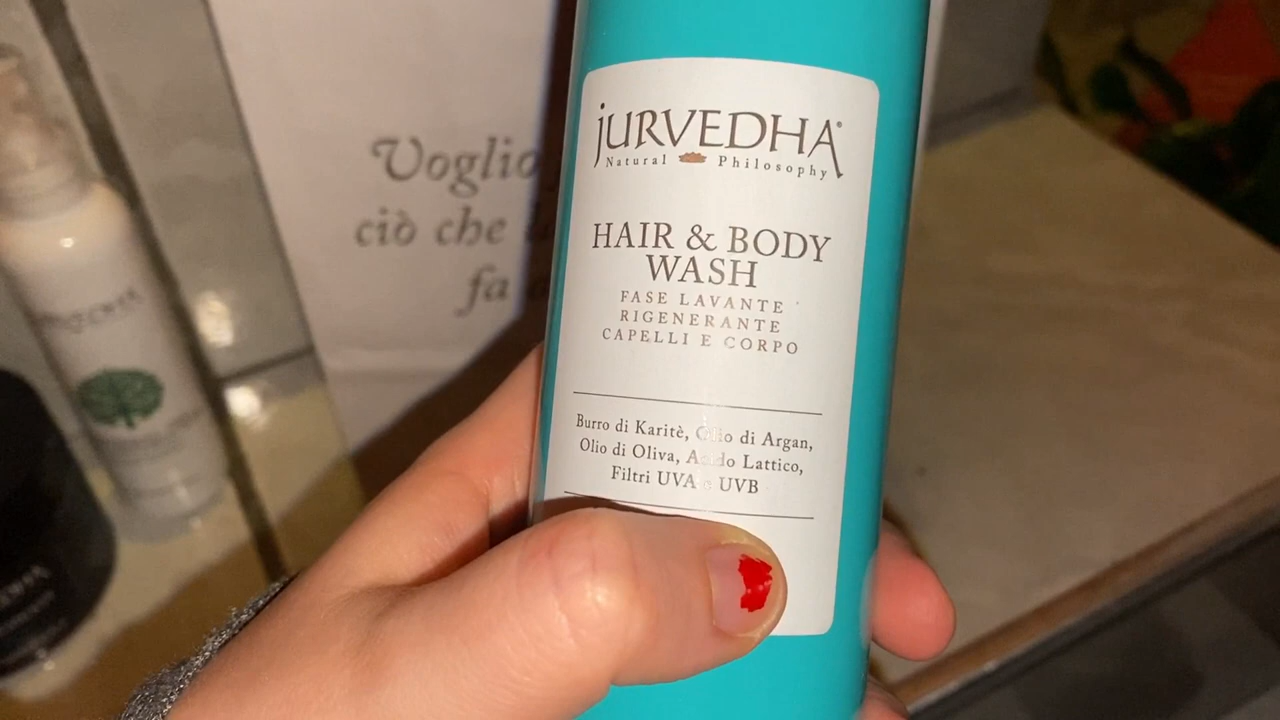 Voglio
ciò che
fa
jURVEDHA®
Natural Philosophy
HAIR & BODY
WASH
FASE LAVANTE
RIGENERANTE
CAPELLI E CORPO
Burro di Karitè, Olio di Argan,
Olio di Oliva, Acido Lattico,
Filtri UVA e UVB